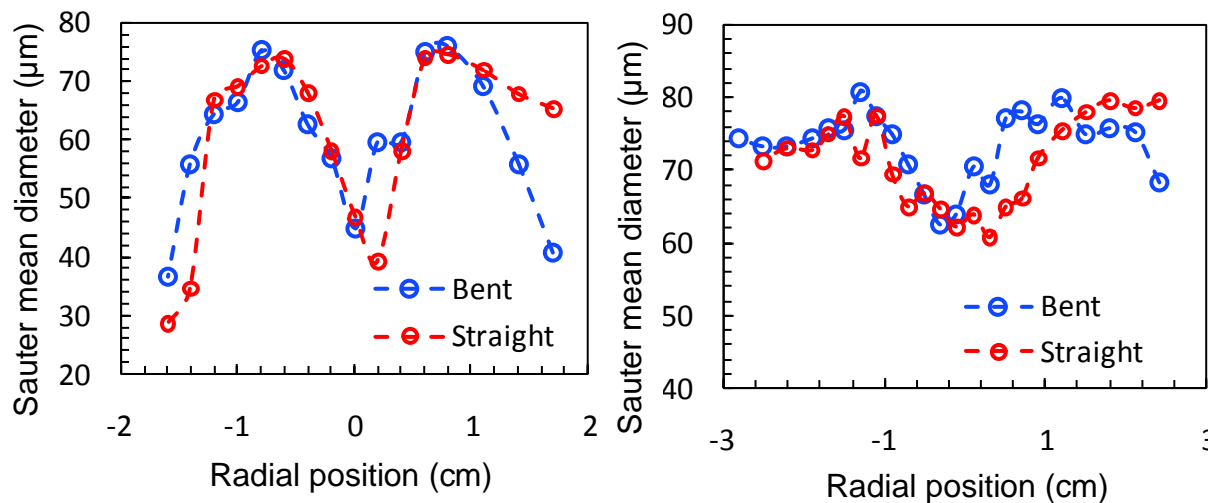 Sauter mean diameter (µm)
80
70
60
50
40
30
20
-2
-1
0
1
2
Radial position (cm)
Bent
Straight
Sauter mean diameter (µm)
90
80
70
60
50
40
-3
-1
1
3
Radial position (cm)
Bent
Straight